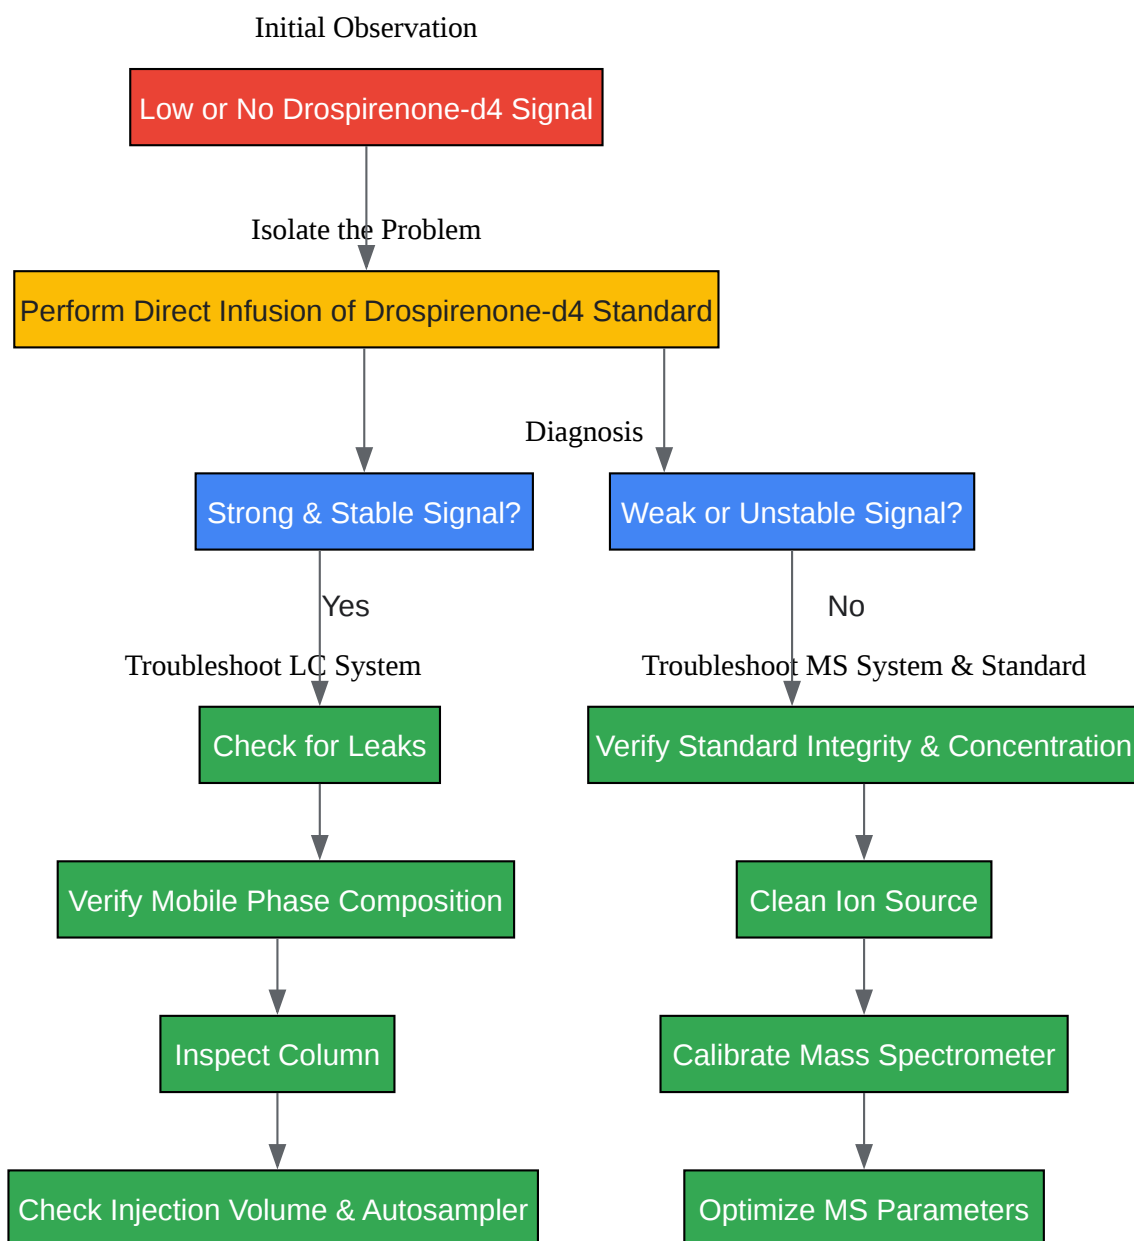 Initial Observation
Low or No Drospirenone-d4 Signal
Isolate the Problem
Perform Direct Infusion of Drospirenone-d4 Standard
Diagnosis
Strong & Stable Signal?
Weak or Unstable Signal?
Yes
No
Troubleshoot LC System
Troubleshoot MS System & Standard
Check for Leaks
Verify Standard Integrity & Concentration
Verify Mobile Phase Composition
Clean Ion Source
Inspect Column
Calibrate Mass Spectrometer
Check Injection Volume & Autosampler
Optimize MS Parameters